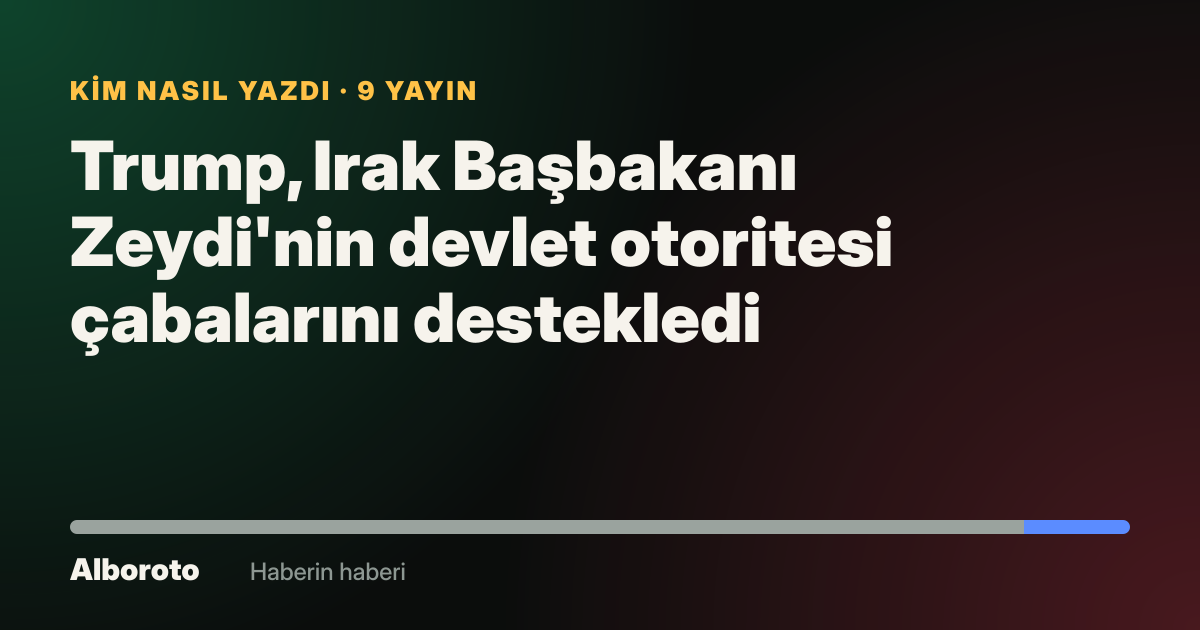 KİM NASIL YAZDI · 9 YAYIN
Trump, Irak Başbakanı
Zeydi'nin devlet otoritesi
çabalarını destekledi
Alboroto
Haberin haberi